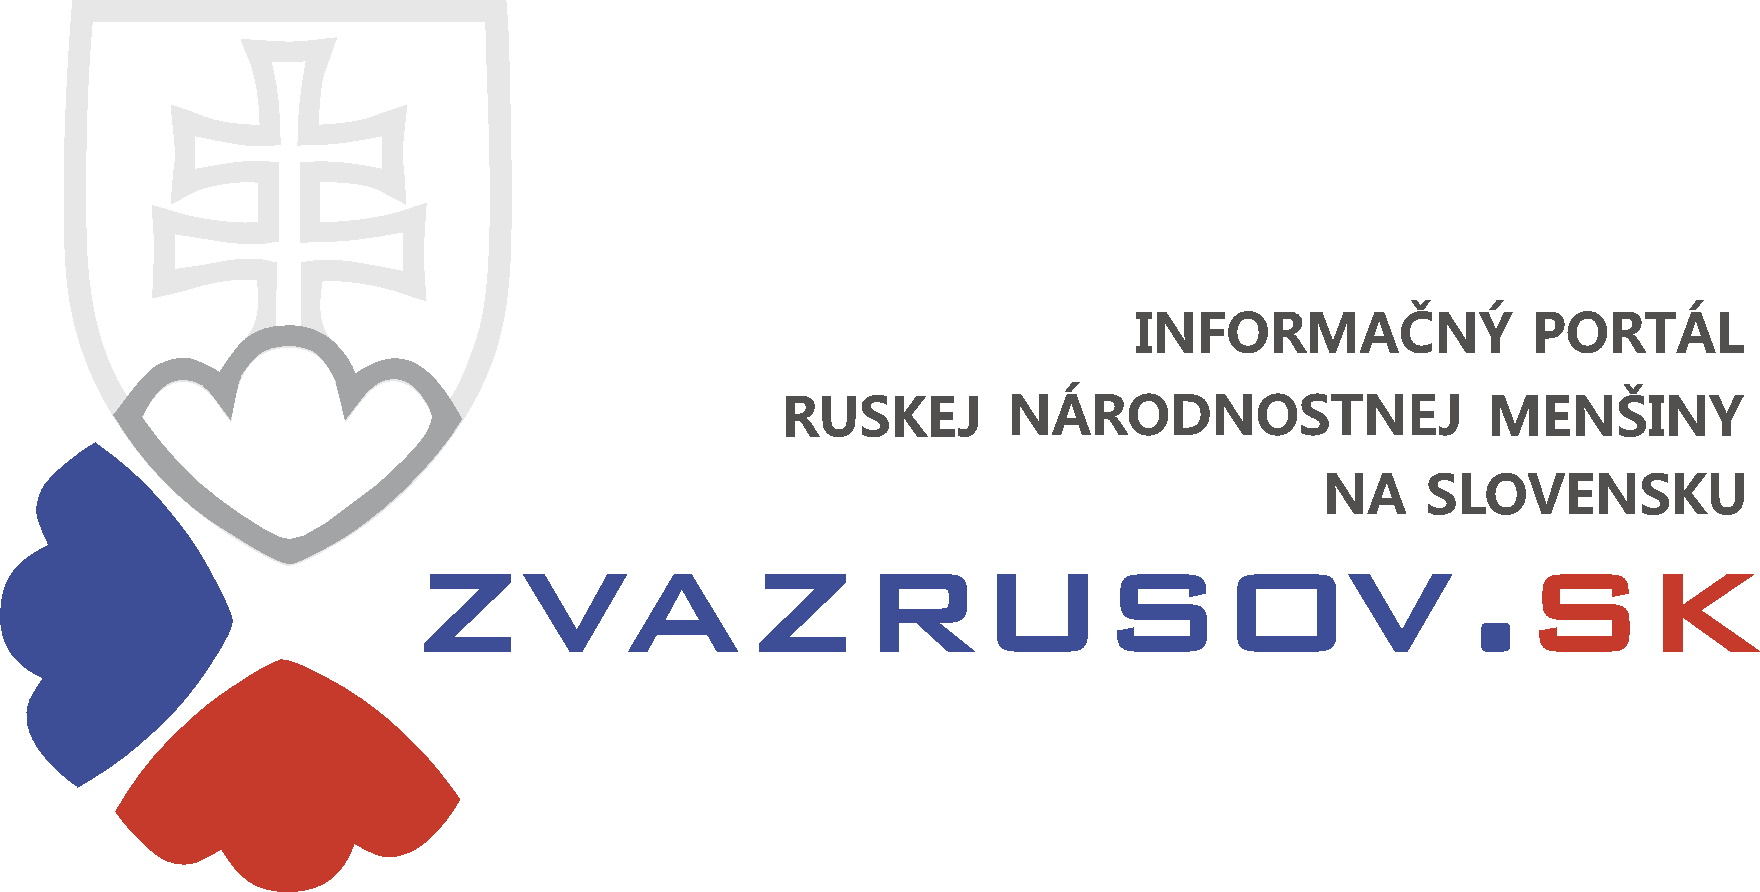 INFORMAČNÝ PORTÁL
RUSKEJ NÁRODNOSTNEJ MENŠINY
NA SLOVENSKU
ZVAZRUSOV.SK